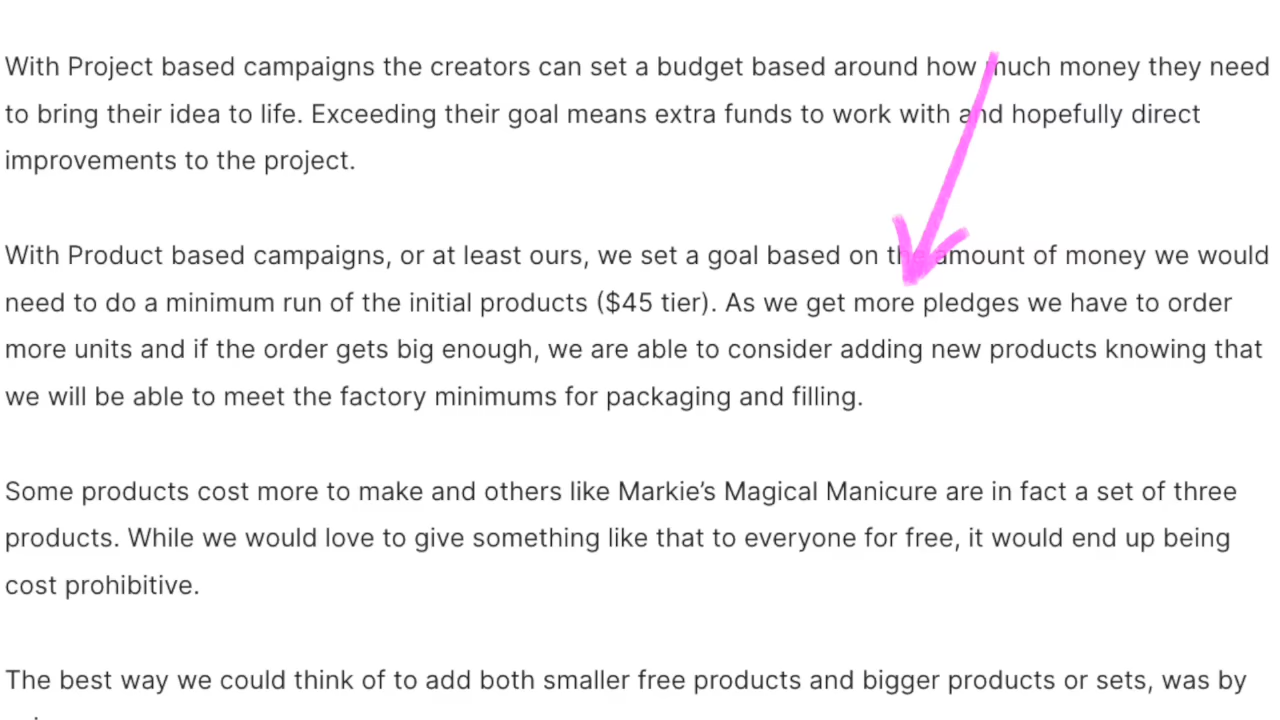 With Project based campaigns the creators can set a budget based around how much money they need
to bring their idea to life. Exceeding their goal means extra funds to work with and hopefully direct
improvements to the project.
With Product based campaigns, or at least ours, we set a goal based on the amount of money we would
need to do a minimum run of the initial products ($45 tier). As we get more pledges we have to order
more units and if the order gets big enough, we are able to consider adding new products knowing that
we will be able to meet the factory minimums for packaging and filling.
Some products cost more to make and others like Markie’s Magical Manicure are in fact a set of three
products. While we would love to give something like that to everyone for free, it would end up being
cost prohibitive.
The best way we could think of to add both smaller free products and bigger products or sets, was by